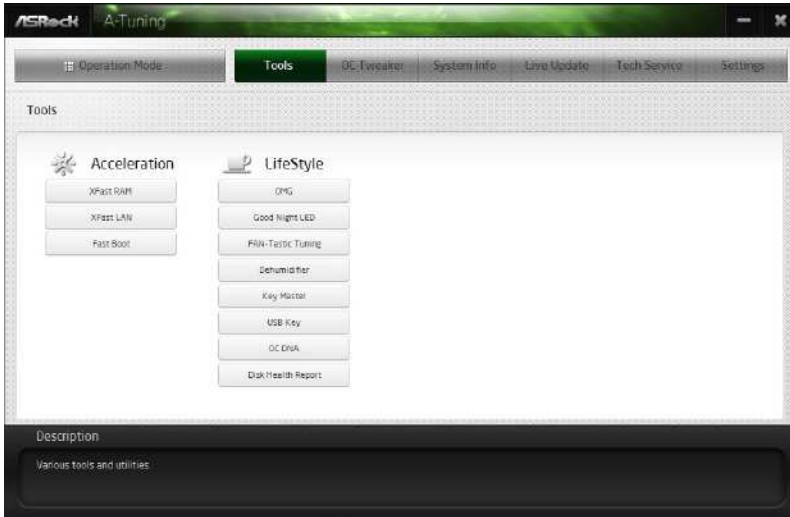 ASRock A-Tuning
Operation Mode Tools OC Tweaker System Info Live Update Tech Service Settings
Tools
Acceleration
XFast RAM
XFast LAN
Fast Boot
LifeStyle
OMG
Good Night LED
FAN-Tastic Tuning
Dehumidifier
Key Master
USB Key
OC DNA
Disk Health Report
Description
Various tools and utilities